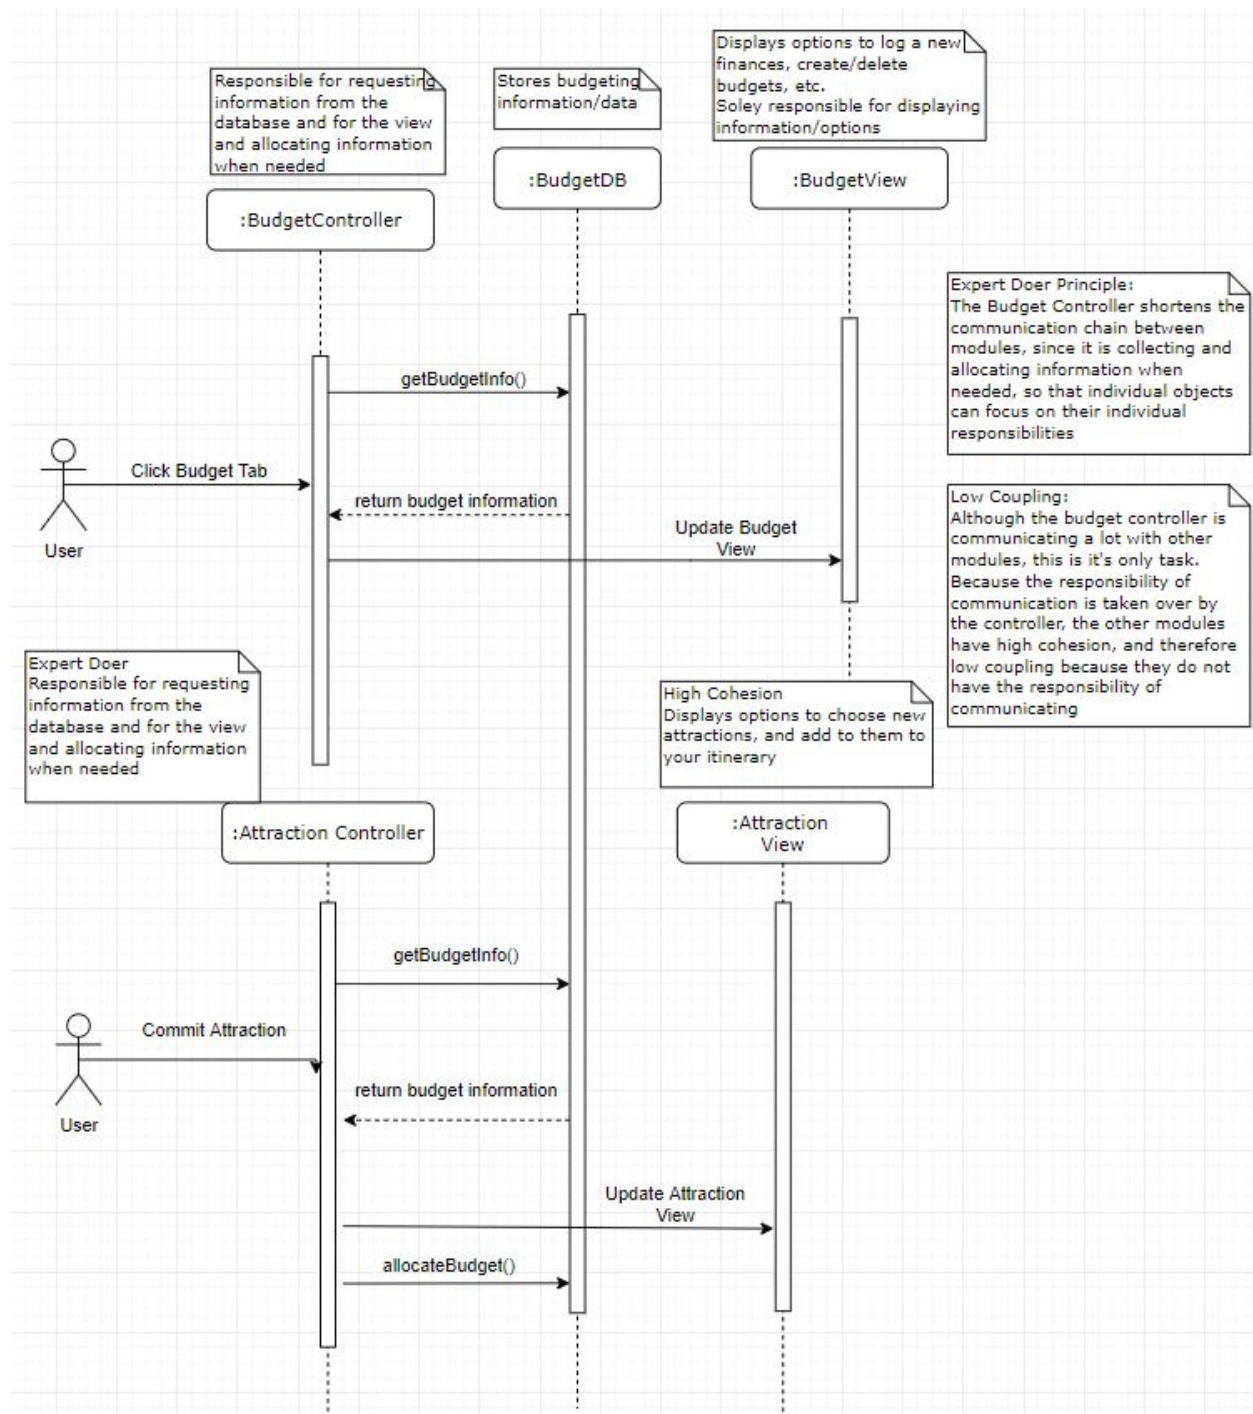 Displays options to log a new
finances, create/delete
budgets, etc.
Soley responsible for displaying
information/options
Responsible for requesting
information from the
database and for the view
and allocating information
when needed
Stores budgeting
information/data
:BudgetController
:BudgetDB
:BudgetView
Expert Doer Principle:
The Budget Controller shortens the
communication chain between
modules, since it is collecting and
allocating information when
needed, so that individual objects
can focus on their individual
responsibilities
getBudgetInfo()
Click Budget Tab
User
return budget information
Update Budget
View
Low Coupling:
Although the budget controller is
communicating a lot with other
modules, this is it's only task.
Because the responsibility of
communication is taken over by
the controller, the other modules
have high cohesion, and therefore
low coupling because they do not
have the responsibility of
communicating
Expert Doer
Responsible for requesting
information from the
database and for the view
and allocating information
when needed
High Cohesion
Displays options to choose new
attractions, and add to them to
your itinerary
:Attraction Controller
:Attraction
View
getBudgetInfo()
Commit Attraction
User
return budget information
Update Attraction
View
allocateBudget()